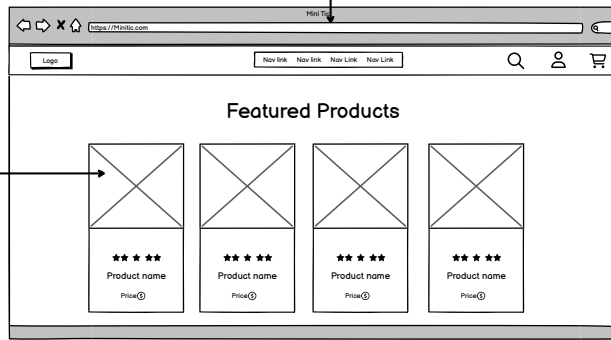 Mini Tic
https://Minitic.com
Logo
Nav link Nav link Nav Link Nav Link
Featured Products
Product name Product name Product name Product name
Price($) Price($) Price($) Price($)